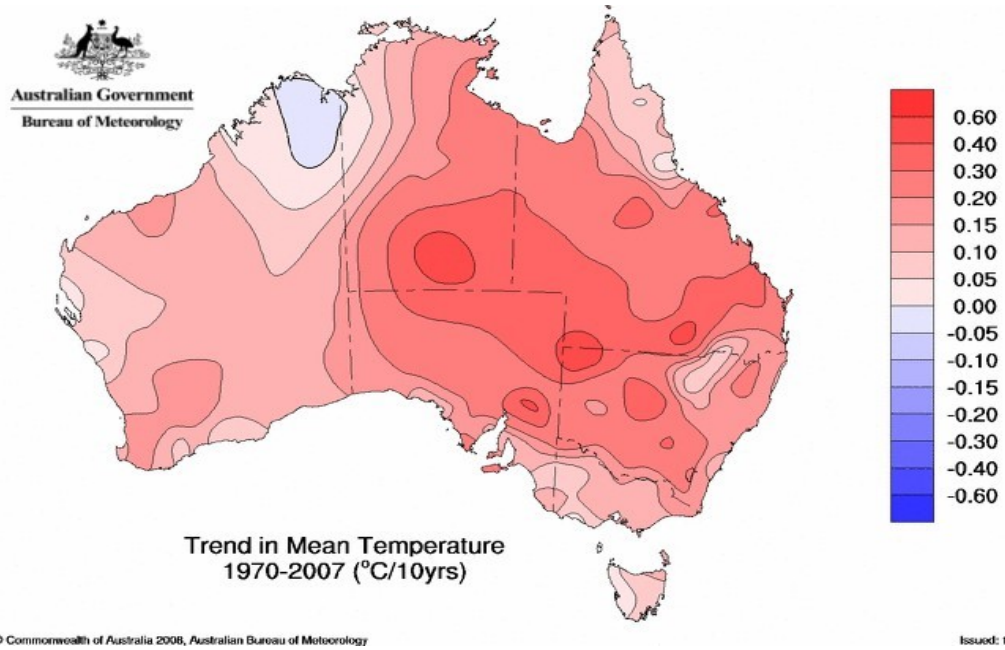 Australian Government
Bureau of Meteorology
0.60
0.40
0.30
0.20
0.15
0.10
0.05
0.00
-0.05
-0.10
-0.15
-0.20
-0.30
-0.40
-0.60
Trend in Mean Temperature
1970-2007 (°C/10yrs)
Commonwealth of Australia 2008, Australian Bureau of Meteorology
Issued: